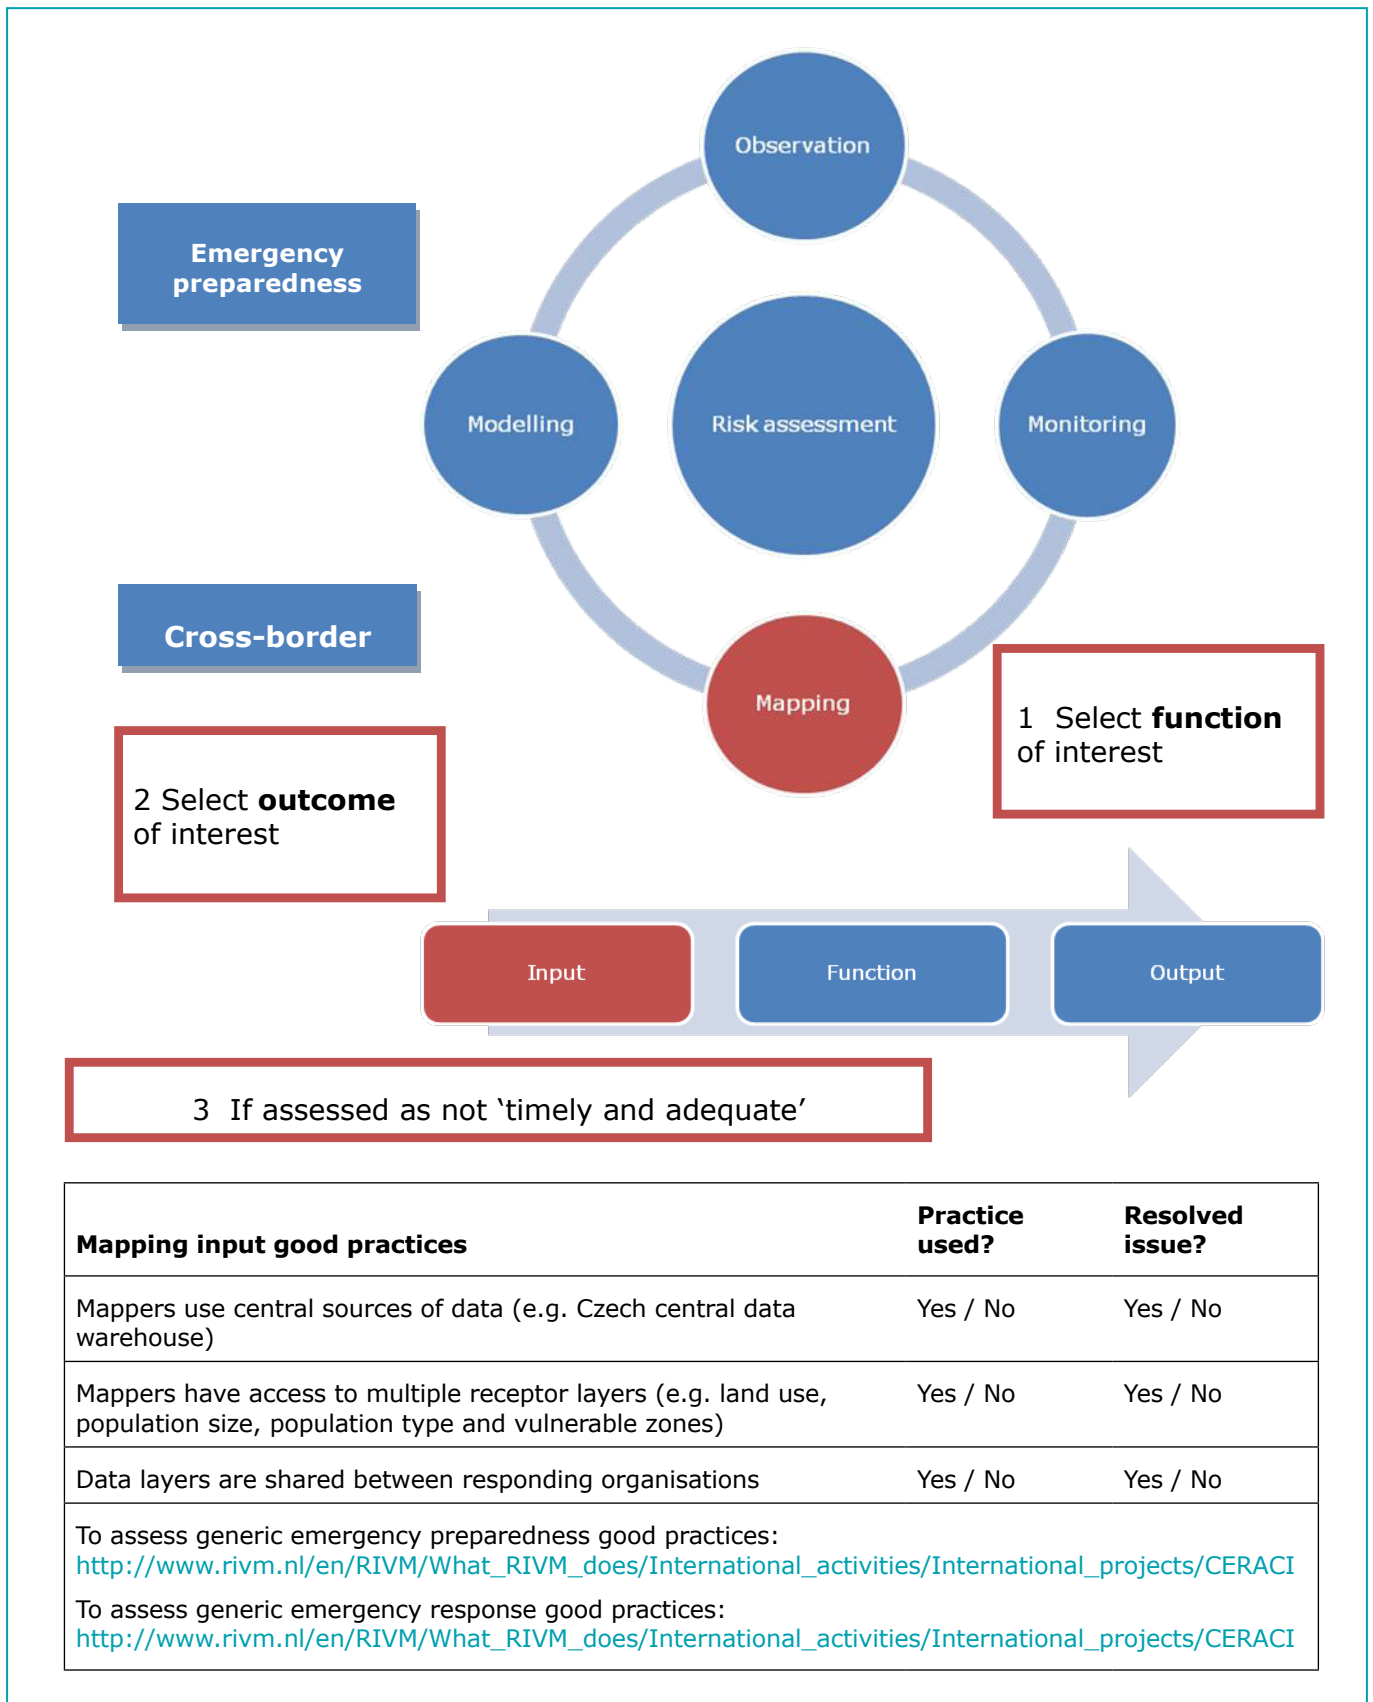 Observation
Emergency
preparedness
Modelling
Risk assessment
Monitoring
Cross-border
Mapping
1 Select function
of interest
2 Select outcome
of interest
Input
Function
Output
3 If assessed as not ‘timely and adequate’
Mapping input good practices
Practice
used?
Resolved
issue?
Mappers use central sources of data (e.g. Czech central data
warehouse)
Yes / No
Yes / No
Mappers have access to multiple receptor layers (e.g. land use,
population size, population type and vulnerable zones)
Yes / No
Yes / No
Data layers are shared between responding organisations
Yes / No
Yes / No
To assess generic emergency preparedness good practices:
http://www.rivm.nl/en/RIVM/What_RIVM_does/International_activities/International_projects/CERACI
To assess generic emergency response good practices:
http://www.rivm.nl/en/RIVM/What_RIVM_does/International_activities/International_projects/CERACI